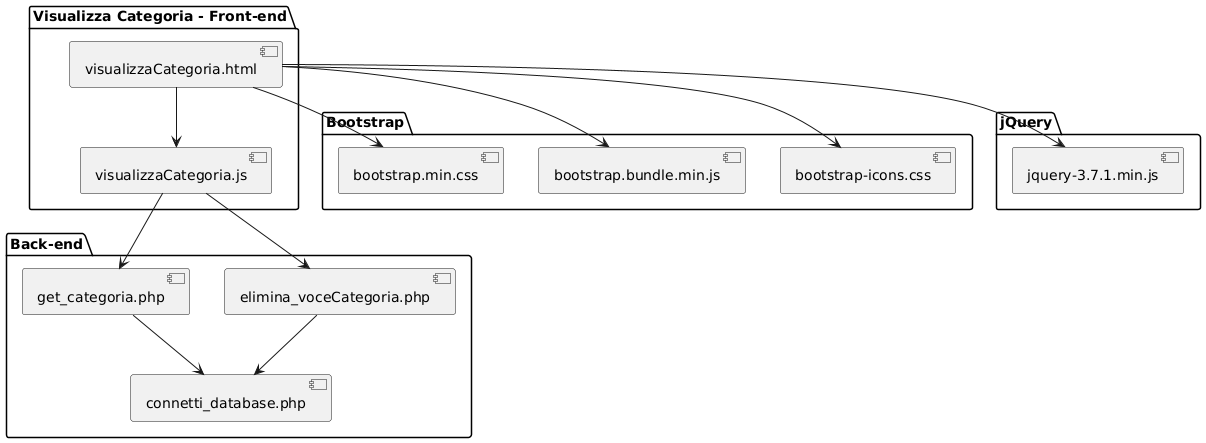 Visualizza Categoria - Front-end
visualizzaCategoria.html
visualizzaCategoria.js
Bootstrap
bootstrap.min.css
bootstrap.bundle.min.js
bootstrap-icons.css
jQuery
jquery-3.7.1.min.js
Back-end
get_categoria.php
elimina_voceCategoria.php
connetti_database.php